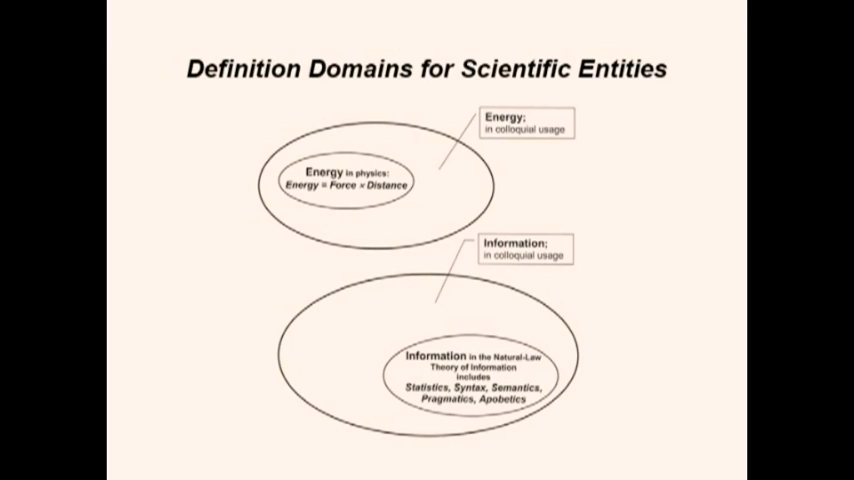 Definition Domains for Scientific Entities
Energy;
in colloquial usage
Energy in physics:
Energy = Force × Distance
Information;
in colloquial usage
Information in the Natural-Law
Theory of Information
includes
Statistics, Syntax, Semantics,
Pragmatics, Apobetics